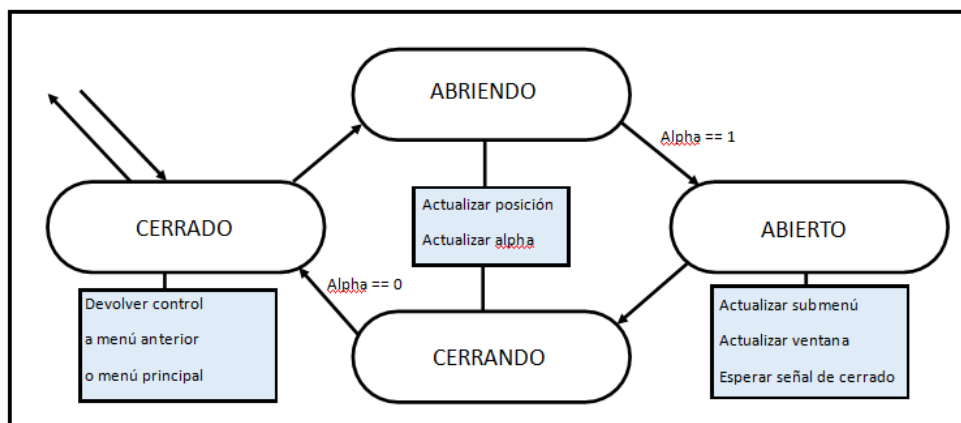 ABRIENDO
Alpha == 1
Actualizar posición
Actualizar alpha
CERRADO
ABIERTO
Alpha == 0
Devolver control
a menú anterior
o menú principal
CERRANDO
Actualizar submenú
Actualizar ventana
Esperar señal de cerrado